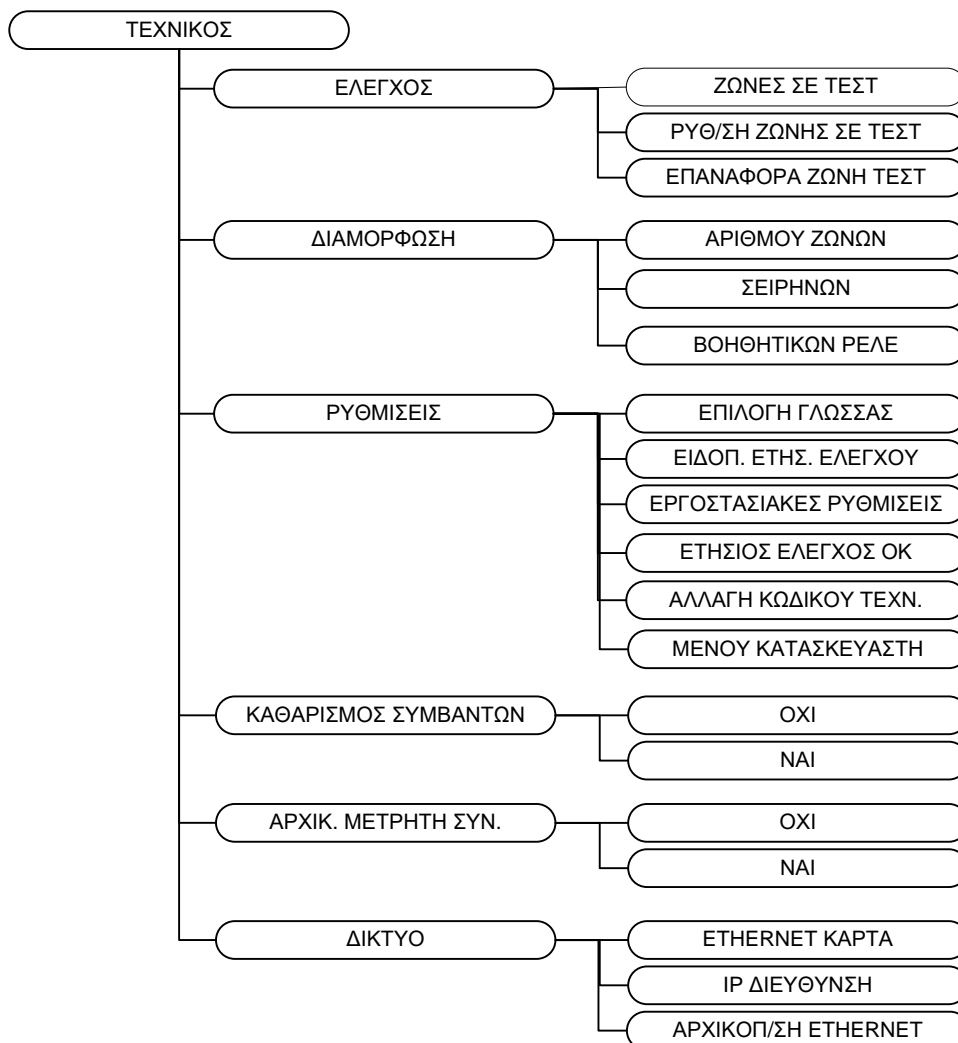 ΤΕΧΝΙΚΟΣ
ΕΛΕΓΧΟΣ
ΖΩΝΕΣ ΣΕ ΤΕΣΤ
ΡΥΘ/ΣΗ ΖΩΝΗΣ ΣΕ ΤΕΣΤ
ΕΠΑΝΑΦΟΡΑ ΖΩΝΗ ΤΕΣΤ
ΔΙΑΜΟΡΦΩΣΗ
ΑΡΙΘΜΟΥ ΖΩΝΩΝ
ΣΕΙΡΗΝΩΝ
ΒΟΗΘΗΤΙΚΩΝ ΡΕΛΕ
ΡΥΘΜΙΣΕΙΣ
ΕΠΙΛΟΓΗ ΓΛΩΣΣΑΣ
ΕΙΔΟΠ. ΕΤΗΣ. ΕΛΕΓΧΟΥ
ΕΡΓΟΣΤΑΣΙΑΚΕΣ ΡΥΘΜΙΣΕΙΣ
ΕΤΗΣΙΟΣ ΕΛΕΓΧΟΣ ΟΚ
ΑΛΛΑΓΗ ΚΩΔΙΚΟΥ ΤΕΧΝ.
ΜΕΝΟΥ ΚΑΤΑΣΚΕΥΑΣΤΗ
ΚΑΘΑΡΙΣΜΟΣ ΣΥΜΒΑΝΤΩΝ
ΟΧΙ
ΝΑΙ
ΑΡΧΙΚ. ΜΕΤΡΗΤΗ ΣΥΝ.
ΟΧΙ
ΝΑΙ
ΔΙΚΤΥΟ
ETHERNET ΚΑΡΤΑ
IP ΔΙΕΥΘΥΝΣΗ
ΑΡΧΙΚΟΠ/ΣΗ ETHERNET